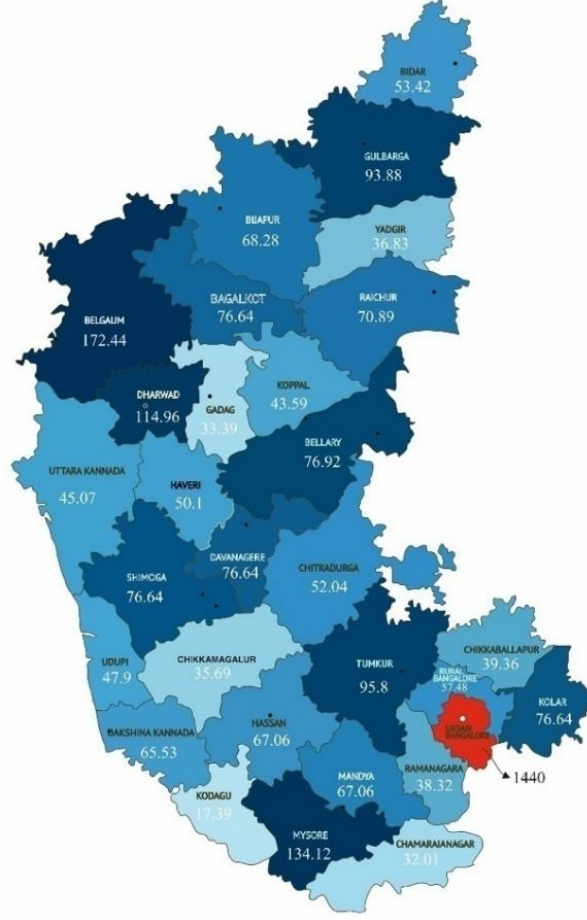 BIDAR
53.42
GULBARGA
93.88
BIJAPUR
68.28
YADGIR
36.83
BAGALKOT
76.64
RAICHUR
70.89
BELGAUM
172.44
DHARWAD
114.96
GADAG
33.39
KOPPAL
43.59
BELLARY
76.92
UTTARA KANNADA
45.07
HAVERI
50.1
DAVANAGERE
76.64
CHITRADURGA
52.04
SHIMOGA
76.64
CHIKKAMAGALUR
35.69
UDUPI
47.9
TUMKUR
95.8
CHIKKABALLAPUR
39.36
RURAL
BANGALORE
57.48
KOLAR
76.64
URBAN
BANGALORE
1440
HASSAN
67.06
DAKSHINA KANNADA
65.53
MANDYA
67.06
RAMANAGARA
38.32
KODAGU
17.39
MYSORE
134.12
CHAMARAJANAGAR
32.01